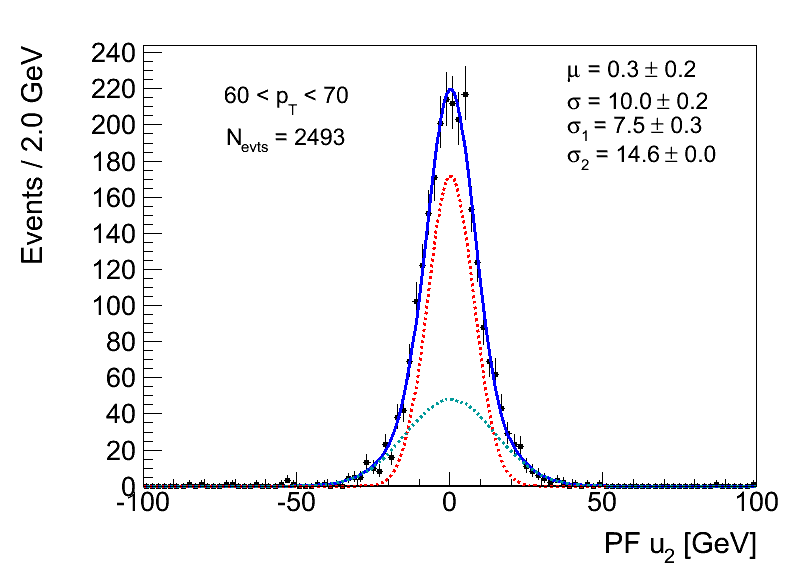 Events / 2.0 GeV
240
220
200
180
160
140
120
100
80
60
40
20
0
60 < p_T < 70
N_evts = 2493
μ = 0.3 ± 0.2
σ = 10.0 ± 0.2
σ_1 = 7.5 ± 0.3
σ_2 = 14.6 ± 0.0
-100 -50 0 50 100
PF u_2 [GeV]